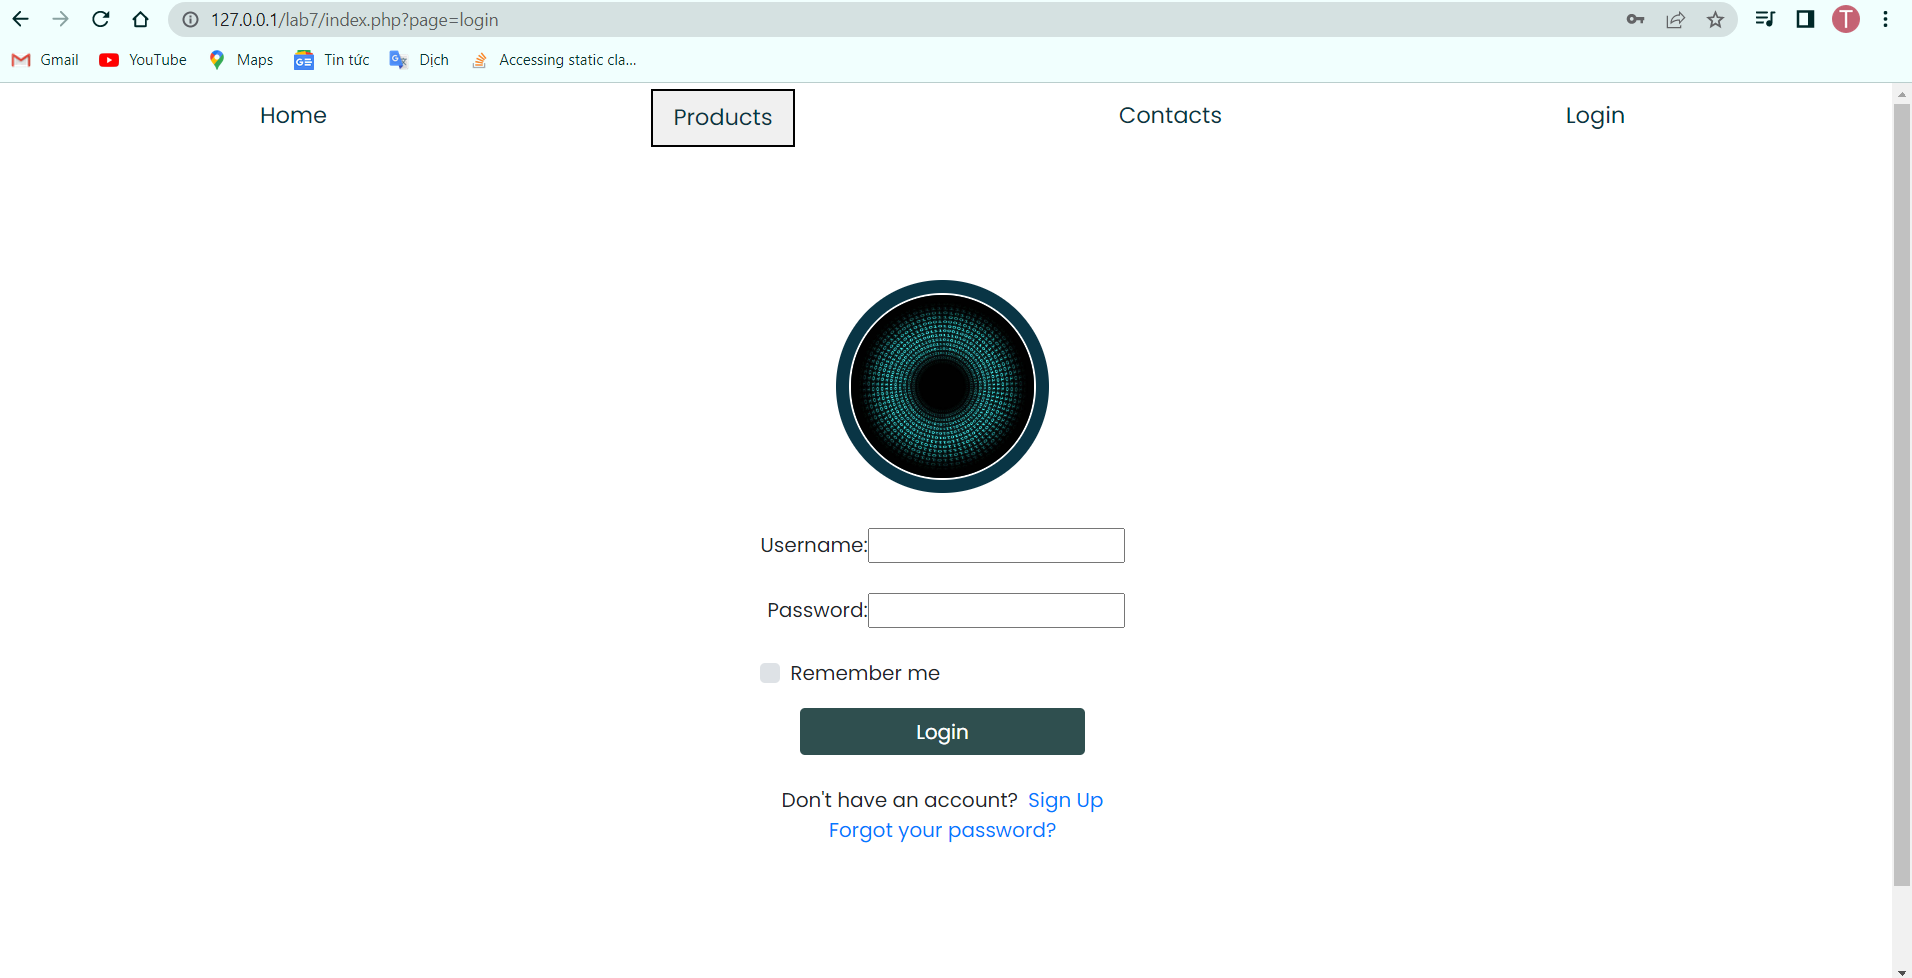 127.0.0.1/lab7/index.php?page=login
T
Gmail YouTube Maps Tin tức Dịch Accessing static cla...
Home Products Contacts Login
Username:
Password:
Remember me
Login
Don't have an account? Sign Up
Forgot your password?